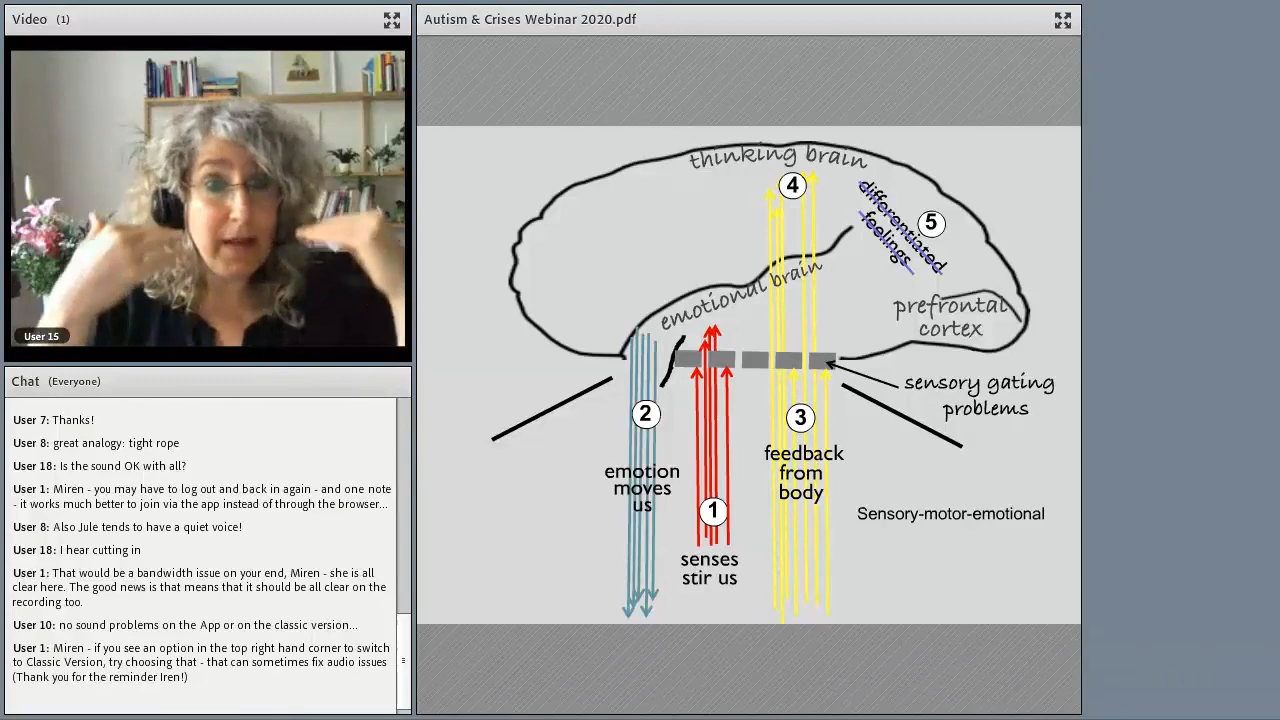 Video (1)
User 15
Chat (Everyone)
User 7: Thanks!
User 8: great analogy: tight rope
User 18: Is the sound OK with all?
User 1: Miren - you may have to log out and back in again - and one note
- it works much better to join via the app instead of through the browser...
User 8: Also Jule tends to have a quiet voice!
User 18: I hear cutting in
User 1: That would be a bandwidth issue on your end, Miren - she is all
clear here. The good news is that means that it should be all clear on the
recording too.
User 10: no sound problems on the App or on the classic version...
User 1: Miren - if you see an option in the top right hand corner to switch
to Classic Version, try choosing that - that can sometimes fix audio issues
(Thank you for the reminder Iren!)
Autism & Crises Webinar 2020.pdf
thinking brain
4
differentiated
feelings
5
emotional brain
prefrontal
cortex
sensory gating
problems
2
emotion
moves
us
1
senses
stir us
3
feedback
from
body
Sensory-motor-emotional